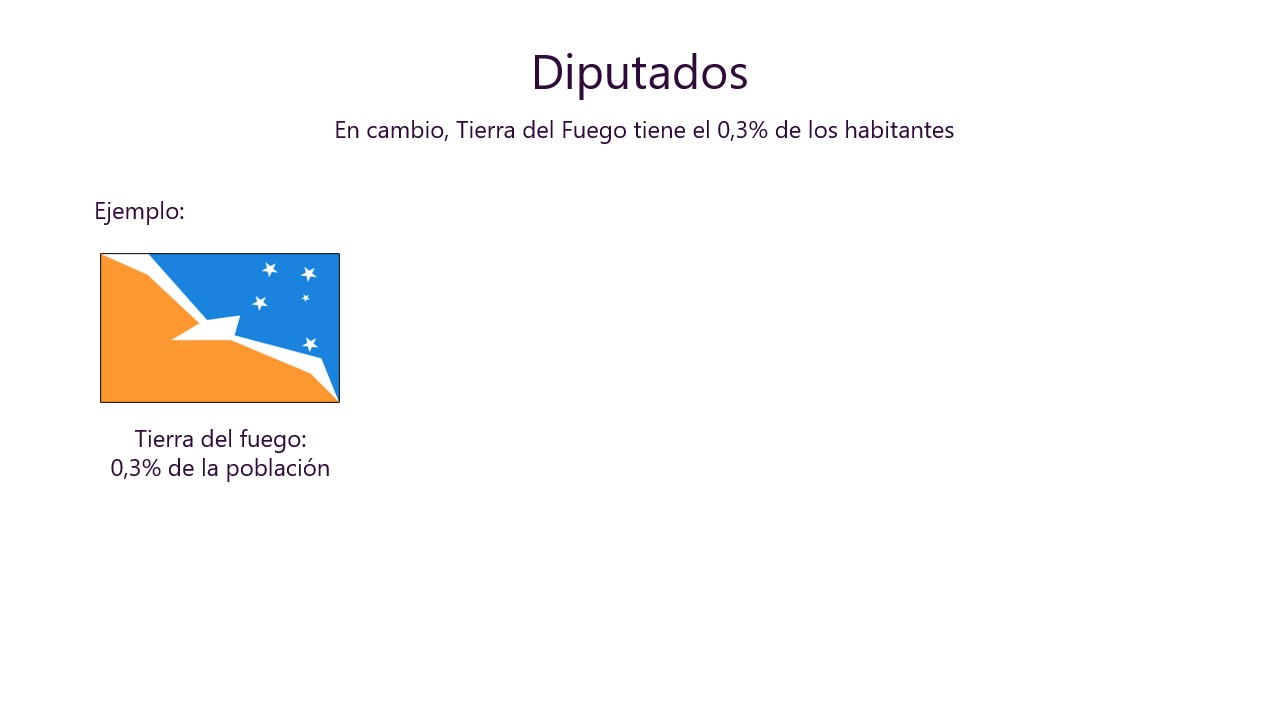 Diputados
En cambio, Tierra del Fuego tiene el 0,3% de los habitantes
Ejemplo:
Tierra del fuego:
0,3% de la población